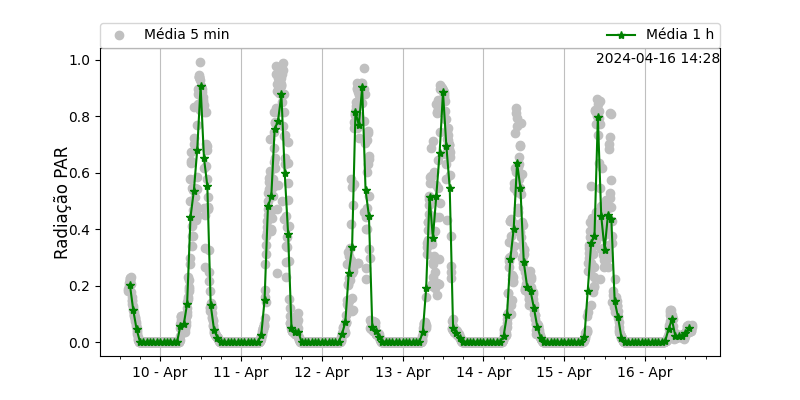 Média 5 min
Média 1 h
2024-04-16 14:28
Radiação PAR
1.0
0.8
0.6
0.4
0.2
0.0
10 - Apr
11 - Apr
12 - Apr
13 - Apr
14 - Apr
15 - Apr
16 - Apr